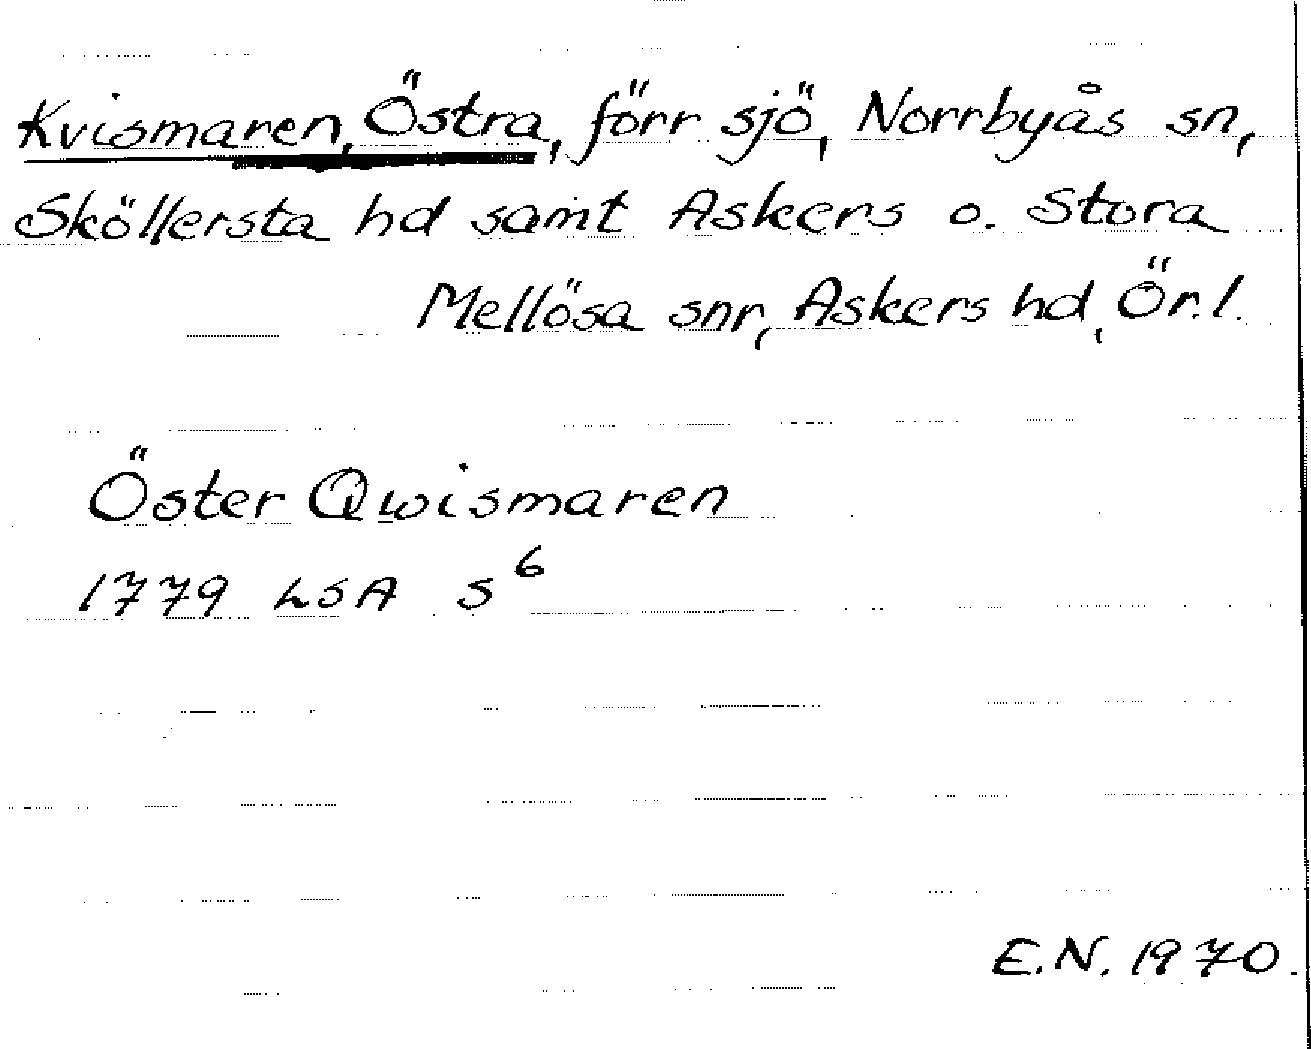 Kvismaren, Östra, förr sjö, Norrbyås sn,
Sköllersta hd samt Askers o. Stora
Mellösa snr, Askers hd, Ör. l.
Öster Qwismaren
1779 LSA S⁶
E.N. 1970.